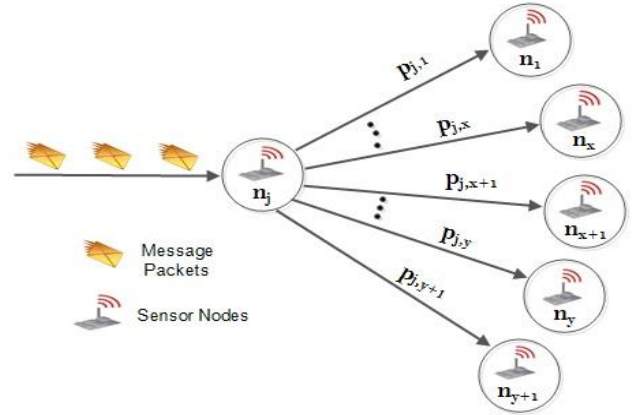 p_{j,1}
n_1
p_{j,x}
n_x
p_{j,x+1}
n_{x+1}
p_{j,y}
n_y
p_{j,y+1}
n_{y+1}
n_j
Message
Packets
Sensor Nodes